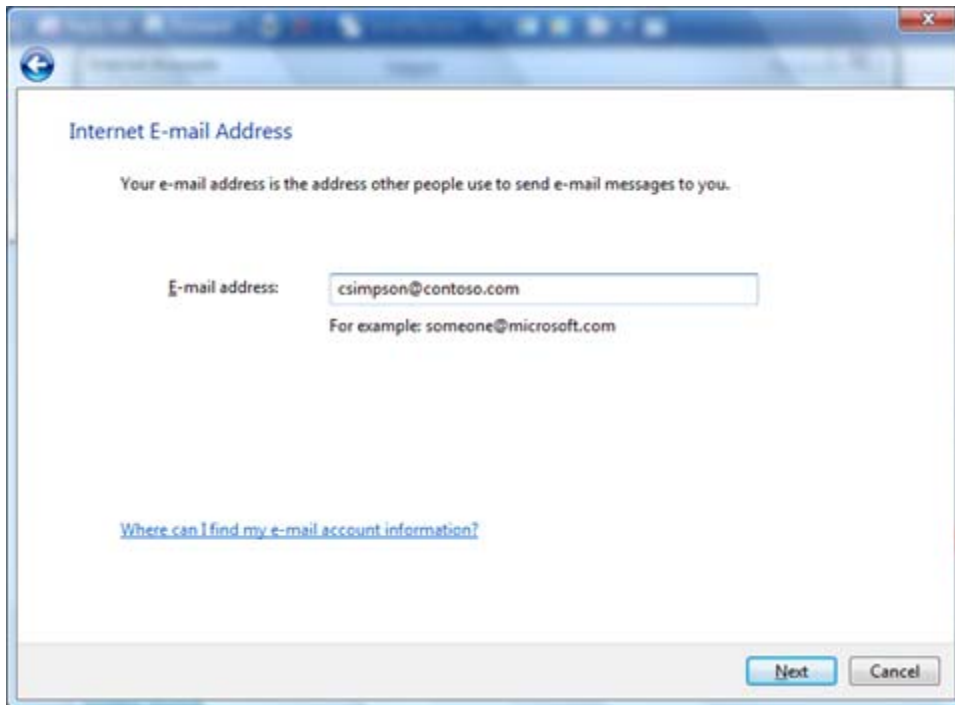 Internet E-mail Address
Your e-mail address is the address other people use to send e-mail messages to you.
E-mail address: csimpson@contoso.com
For example: someone@microsoft.com
Where can I find my e-mail account information?
Next Cancel